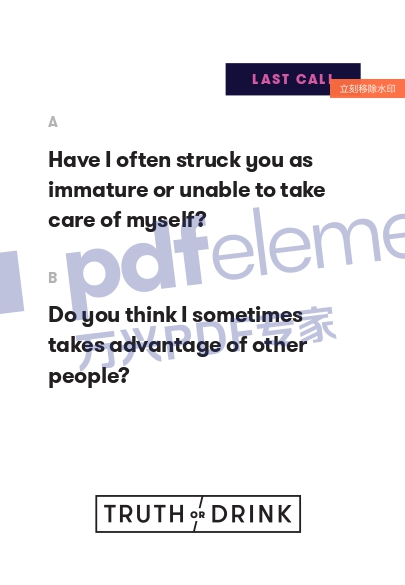 LAST CALL
立刻移除水印
A
Have I often struck you as
immature or unable to take
care of myself?
pdfeleme
B
Do you think I sometimes
takes advantage of other
people?
万兴PDF专家
TRUTH OR DRINK